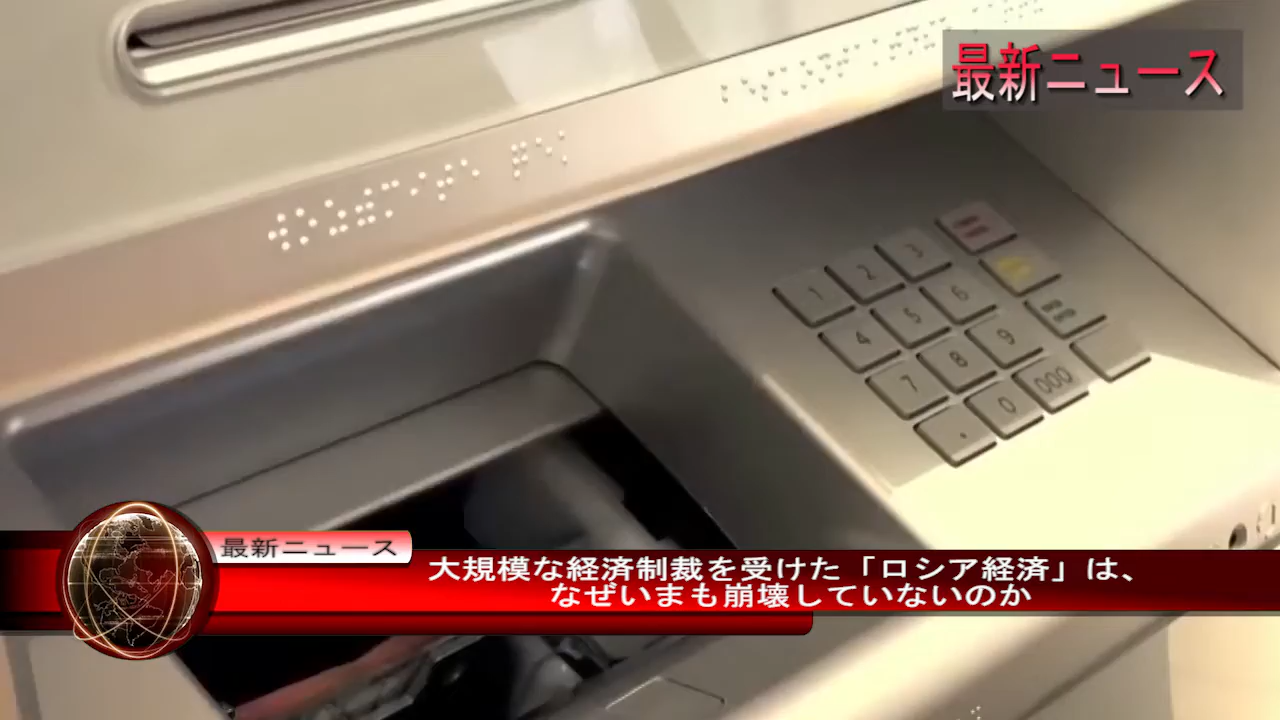 最新ニュース
1 2 3
4 5 6
7 8 9
. 0 000
最新ニュース
大規模な経済制裁を受けた「ロシア経済」は、
なぜいまも崩壊していないのか